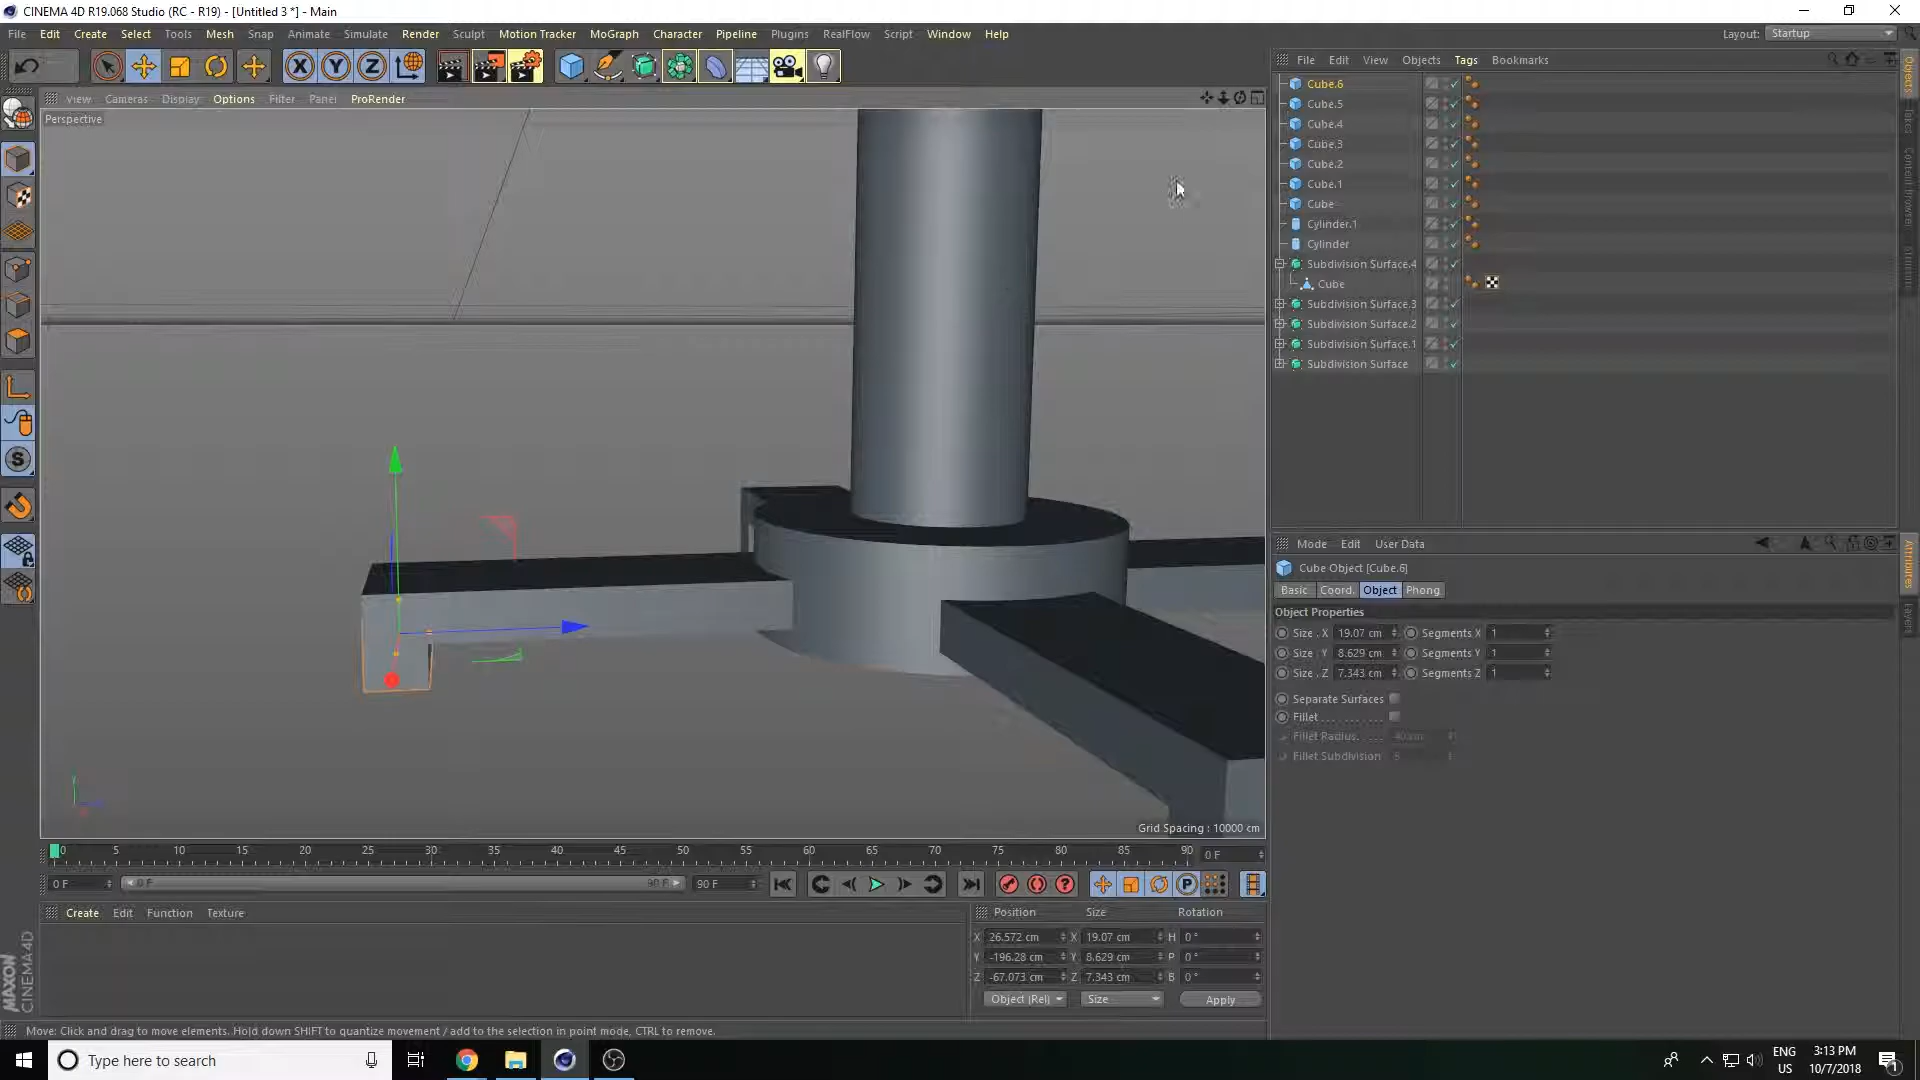 CINEMA 4D R19.068 Studio (RC - R19) - [Untitled 3 *] - Main
File Edit Create Select Tools Mesh Snap Animate Simulate Render Sculpt Motion Tracker MoGraph Character Pipeline Plugins RealFlow Script Window Help
Layout: Startup
View Cameras Display Options Filter Panel ProRender
Perspective
File Edit View Objects Tags Bookmarks
Cube.6
Cube.5
Cube.4
Cube.3
Cube.2
Cube.1
Cube
Cylinder.1
Cylinder
Subdivision Surface.4
Cube
Subdivision Surface.3
Subdivision Surface.2
Subdivision Surface.1
Subdivision Surface
Objects
Takes
Content Browser
Mode Edit User Data
Cube Object [Cube.6]
Basic Coord. Object Phong
Object Properties
Size . X 19.07 cm Segments X 1
Size . Y 8.629 cm Segments Y 1
Size . Z 7.343 cm Segments Z 1
Separate Surfaces
Fillet
Fillet Radius
Fillet Subdivision 5
Attributes
Layers
Grid Spacing : 10000 cm
0 5 10 15 20 25 30 35 40 45 50 55 60 65 70 75 80 85 90
0 F
0 F 0 F 90 F 90 F
Create Edit Function Texture
Position Size Rotation
X 26.572 cm X 19.07 cm H 0 °
Y -196.28 cm Y 8.629 cm P 0 °
Z -67.073 cm Z 7.343 cm B 0 °
Object (Rel) Size Apply
MAXON
CINEMA4D
Move: Click and drag to move elements. Hold down SHIFT to quantize movement / add to the selection in point mode, CTRL to remove.
Type here to search
ENG
US
3:13 PM
10/7/2018
1